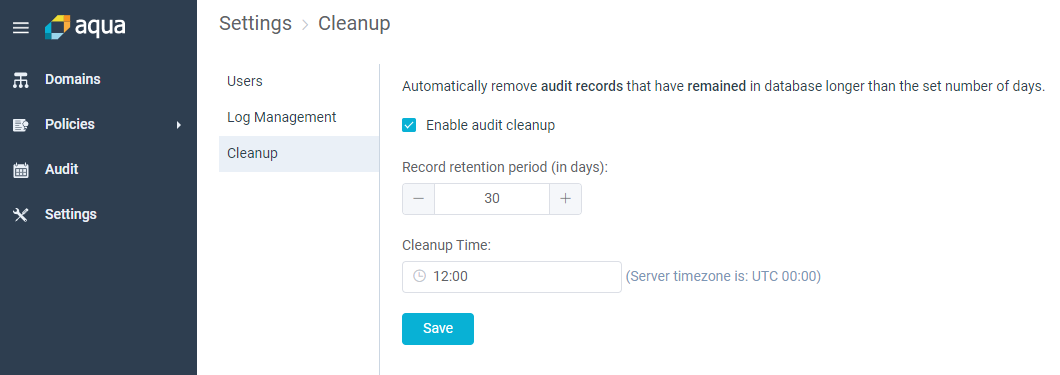 aqua
Settings > Cleanup
Domains
Policies
Audit
Settings
Users
Log Management
Cleanup
Automatically remove audit records that have remained in database longer than the set number of days.
Enable audit cleanup
Record retention period (in days):
− 30 +
Cleanup Time:
12:00 (Server timezone is: UTC 00:00)
Save